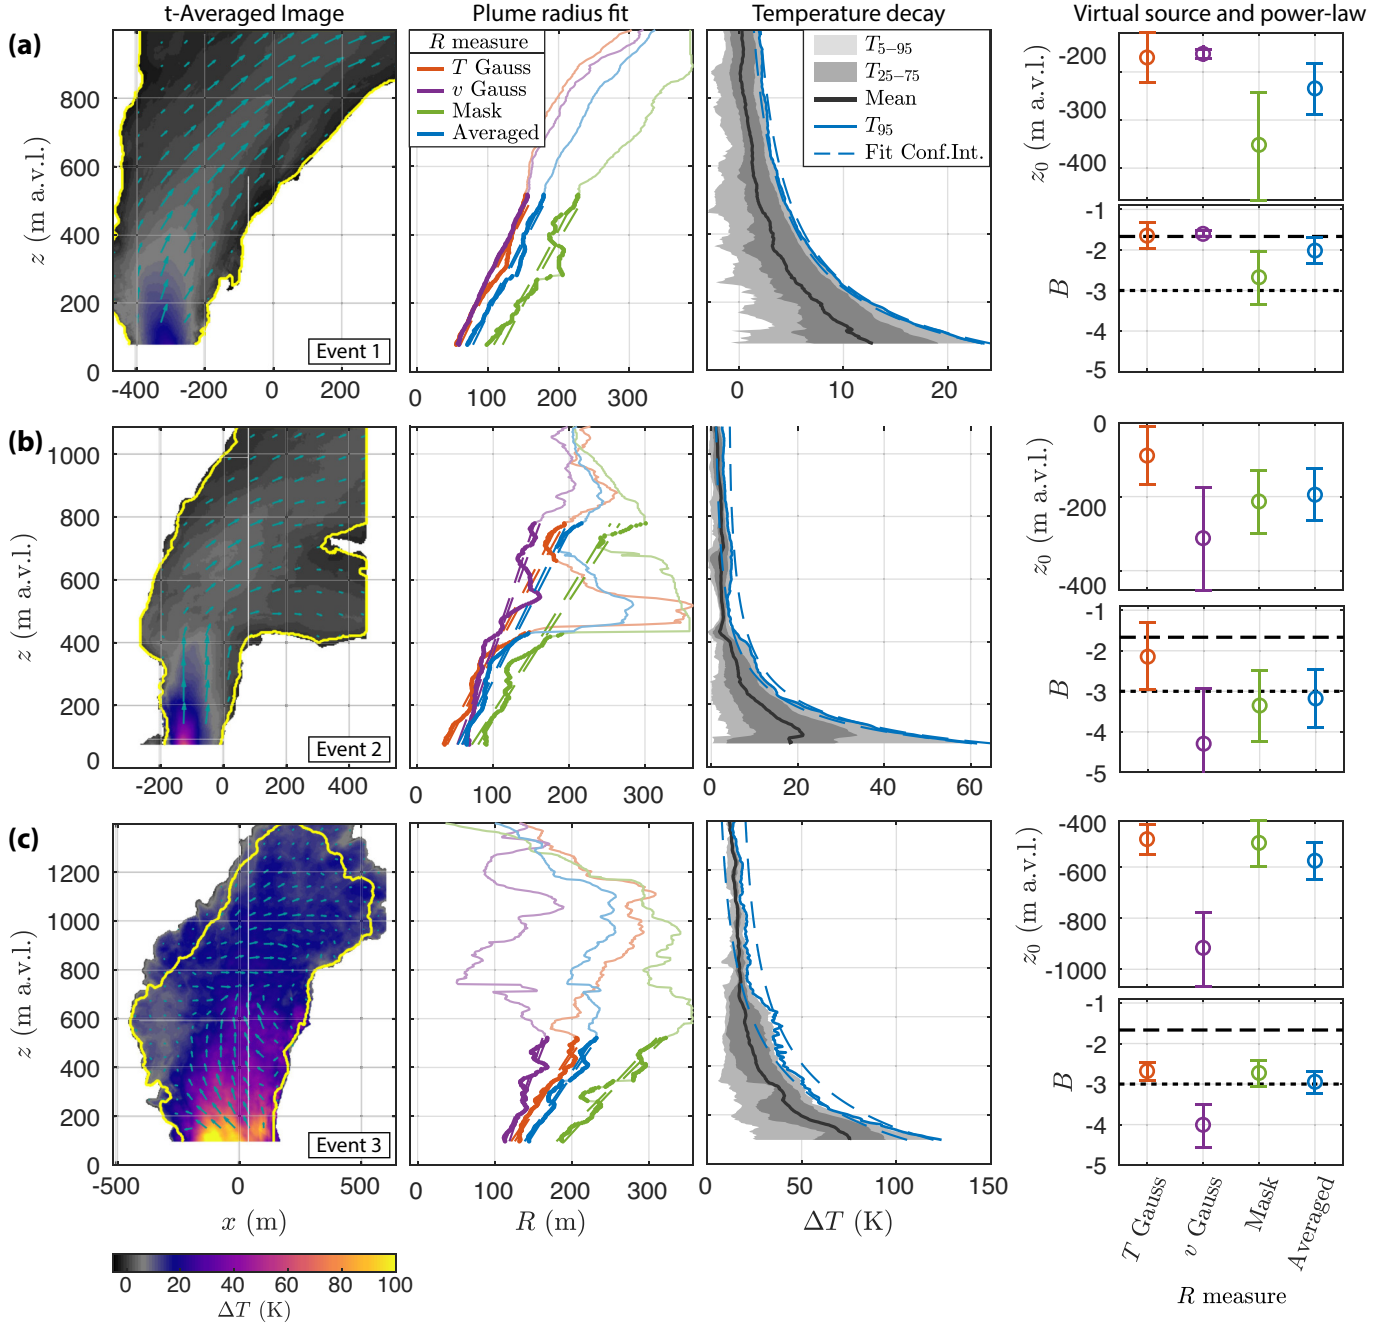 t-Averaged Image
Plume radius fit
Temperature decay
Virtual source and power-law
(a)
z (m a.v.l.)
800
600
400
200
0
-400
-200
0
200
Event 1
R measure
T Gauss
v Gauss
Mask
Averaged
0
100
200
300
T5−95
T25−75
Mean
T95
Fit Conf.Int.
0
10
20
z0 (m a.v.l.)
-200
-300
-400
B
-1
-2
-3
-4
-5
(b)
z (m a.v.l.)
1000
800
600
400
200
0
-200
0
200
400
Event 2
0
100
200
300
0
20
40
60
z0 (m a.v.l.)
0
-200
-400
B
-1
-2
-3
-4
-5
(c)
z (m a.v.l.)
1200
1000
800
600
400
200
0
-500
0
500
Event 3
x (m)
0
100
200
300
R (m)
0
50
100
150
ΔT (K)
z0 (m a.v.l.)
-400
-600
-800
-1000
B
-1
-2
-3
-4
-5
T Gauss
v Gauss
Mask
Averaged
R measure
0
20
40
60
80
100
ΔT (K)